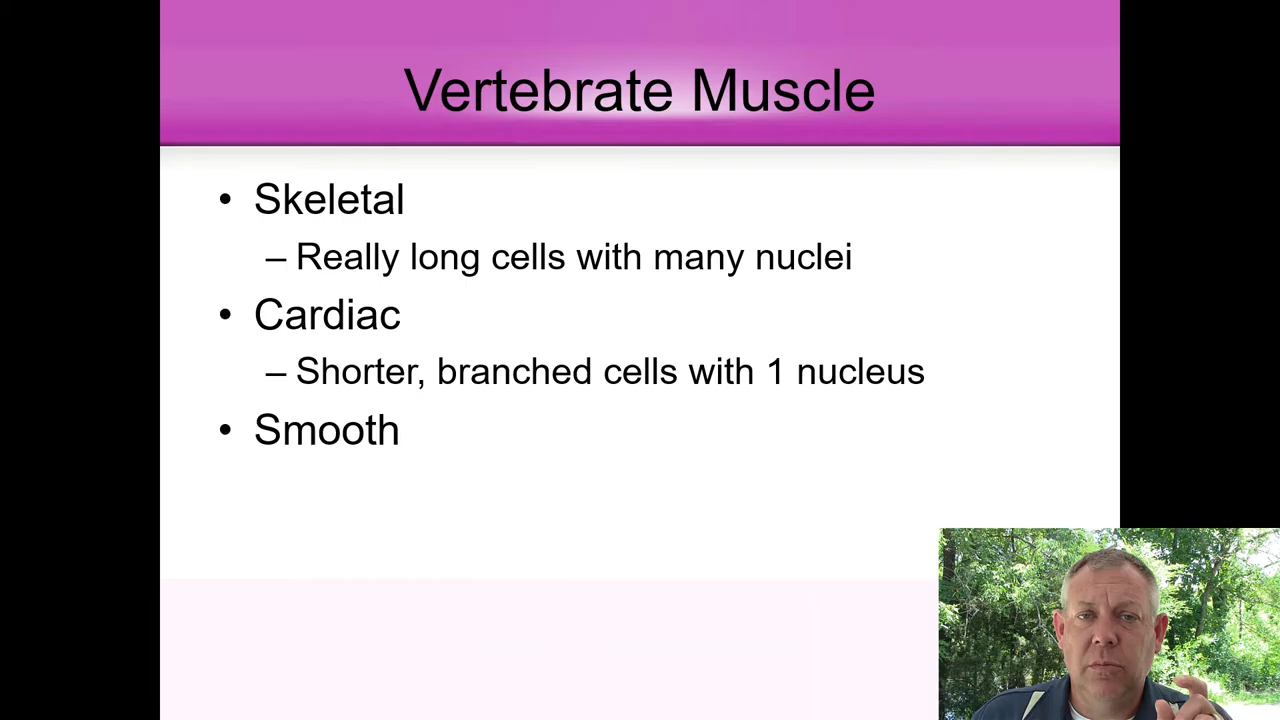 Vertebrate Muscle
• Skeletal
– Really long cells with many nuclei
• Cardiac
– Shorter, branched cells with 1 nucleus
• Smooth